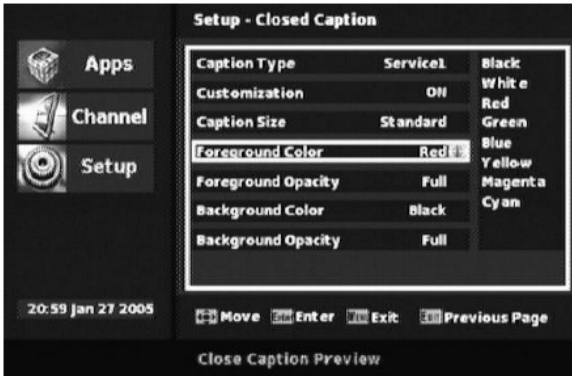 Setup - Closed Caption
Apps
Channel
Setup
Caption Type Service1
Customization ON
Caption Size Standard
Foreground Color Red
Foreground Opacity Full
Background Color Black
Background Opacity Full
Black
White
Red
Green
Blue
Yellow
Magenta
Cyan
20:59 Jan 27 2005
Move Enter Exit Previous Page
Close Caption Preview